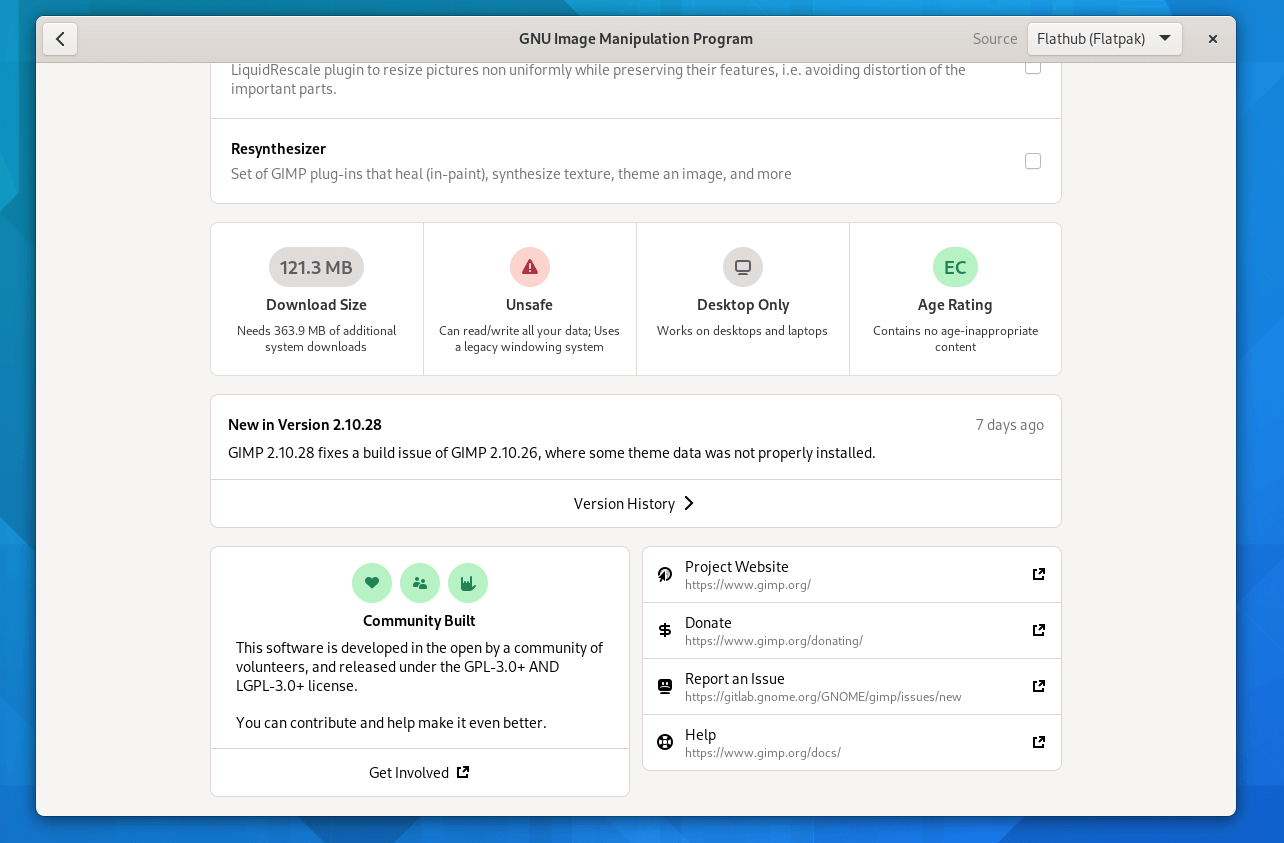 GNU Image Manipulation Program
Source
Flathub (Flatpak)
LiquidRescale plugin to resize pictures non uniformly while preserving their features, i.e. avoiding distortion of the
important parts.
Resynthesizer
Set of GIMP plug-ins that heal (in-paint), synthesize texture, theme an image, and more
121.3 MB
Download Size
Needs 363.9 MB of additional
system downloads
Unsafe
Can read/write all your data; Uses
a legacy windowing system
Desktop Only
Works on desktops and laptops
EC
Age Rating
Contains no age-inappropriate
content
New in Version 2.10.28
7 days ago
GIMP 2.10.28 fixes a build issue of GIMP 2.10.26, where some theme data was not properly installed.
Version History
Community Built
This software is developed in the open by a community of
volunteers, and released under the GPL-3.0+ AND
LGPL-3.0+ license.
You can contribute and help make it even better.
Get Involved
Project Website
https://www.gimp.org/
Donate
https://www.gimp.org/donating/
Report an Issue
https://gitlab.gnome.org/GNOME/gimp/issues/new
Help
https://www.gimp.org/docs/